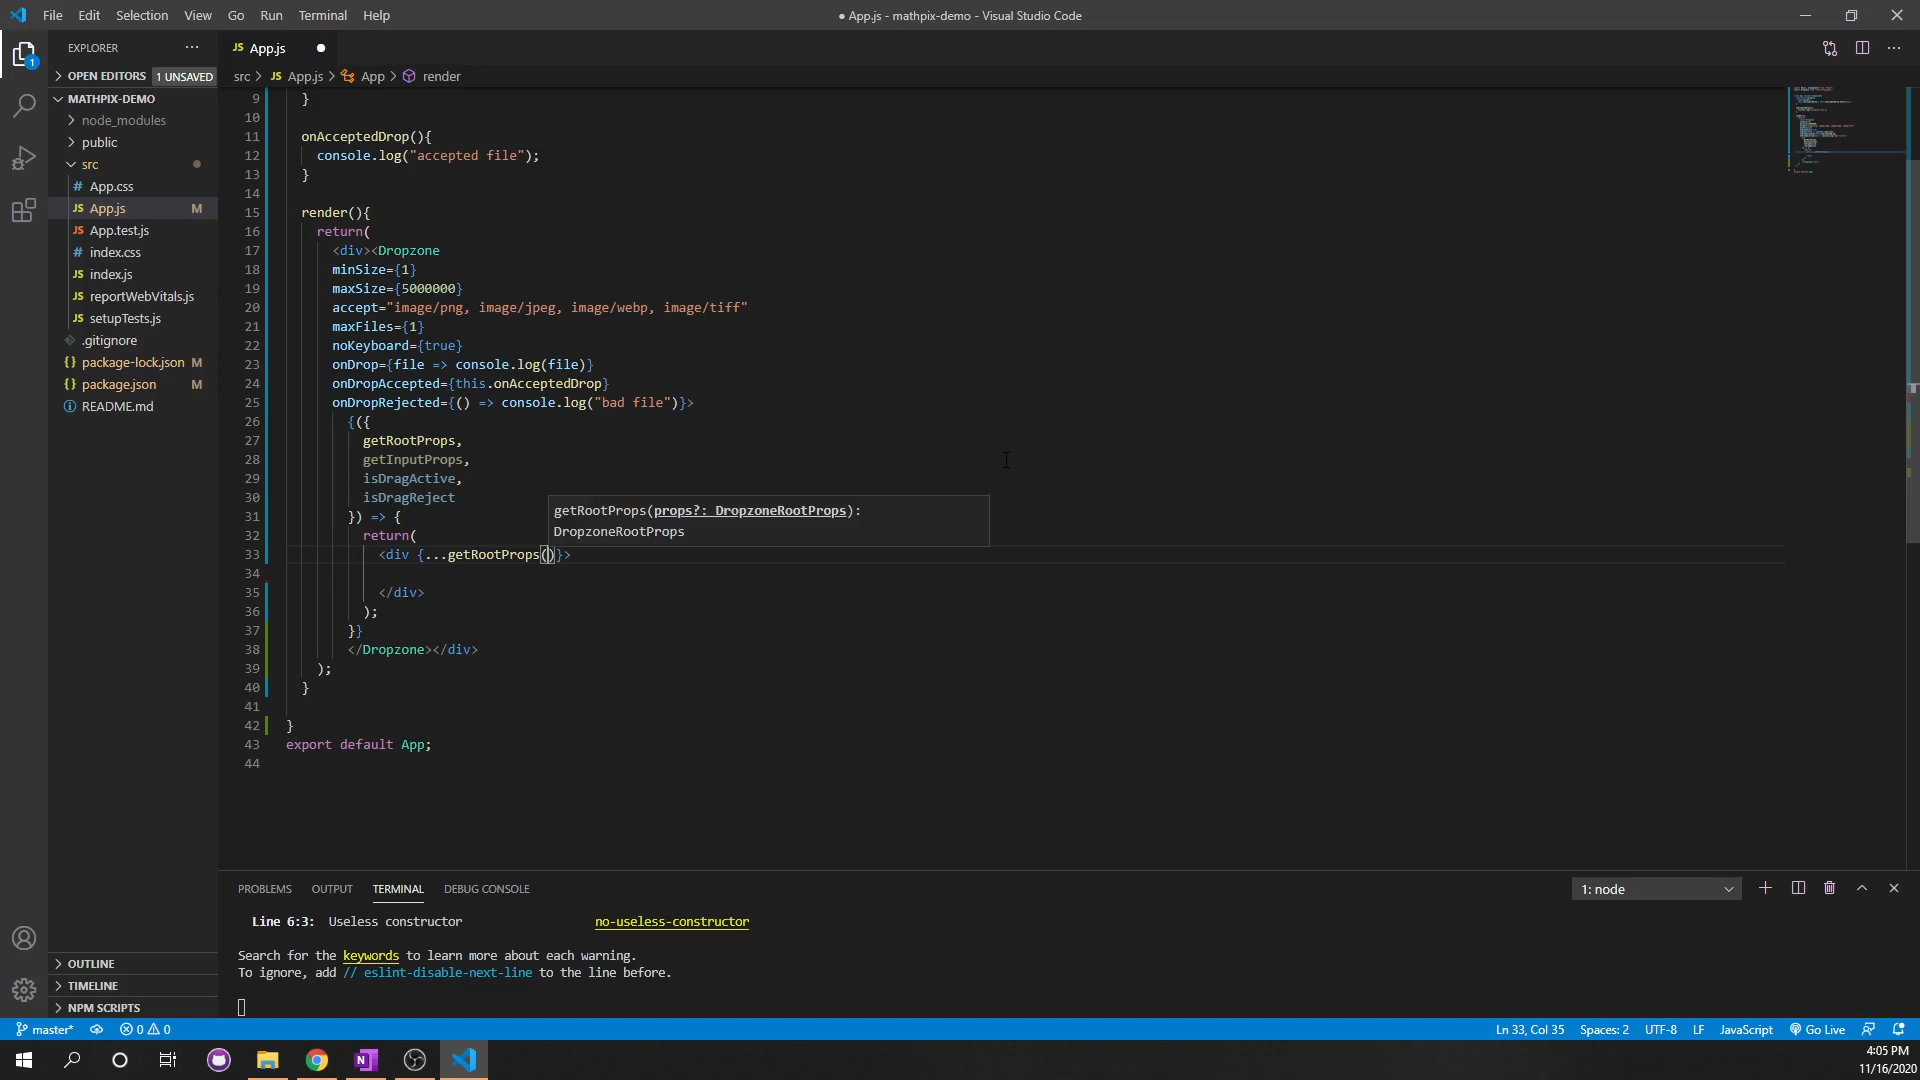 File Edit Selection View Go Run Terminal Help
● App.js - mathpix-demo - Visual Studio Code
EXPLORER
JS App.js
OPEN EDITORS 1 UNSAVED
src > JS App.js > App > render
MATHPIX-DEMO
node_modules
public
src
# App.css
JS App.js M
JS App.test.js
# index.css
JS index.js
JS reportWebVitals.js
JS setupTests.js
.gitignore
{} package-lock.json M
{} package.json M
README.md
OUTLINE
TIMELINE
NPM SCRIPTS
1
9 }
10
11 onAcceptedDrop(){
12 console.log("accepted file");
13 }
14
15 render(){
16 return(
17 <div><Dropzone
18 minSize={1}
19 maxSize={5000000}
20 accept="image/png, image/jpeg, image/webp, image/tiff"
21 maxFiles={1}
22 noKeyboard={true}
23 onDrop={file => console.log(file)}
24 onDropAccepted={this.onAcceptedDrop}
25 onDropRejected={() => console.log("bad file")}>
26 {({
27 getRootProps,
28 getInputProps,
29 isDragActive,
30 isDragReject
31 }) => {
32 return(
33 <div {...getRootProps()}>
34
35 </div>
36 );
37 }}
38 </Dropzone></div>
39 );
40 }
41
42 }
43 export default App;
44
getRootProps(props?: DropzoneRootProps):
DropzoneRootProps
PROBLEMS OUTPUT TERMINAL DEBUG CONSOLE
1: node
Line 6:3: Useless constructor no-useless-constructor
Search for the keywords to learn more about each warning.
To ignore, add // eslint-disable-next-line to the line before.
master* 0 0
Ln 33, Col 35 Spaces: 2 UTF-8 LF JavaScript Go Live
N
4:05 PM
11/16/2020